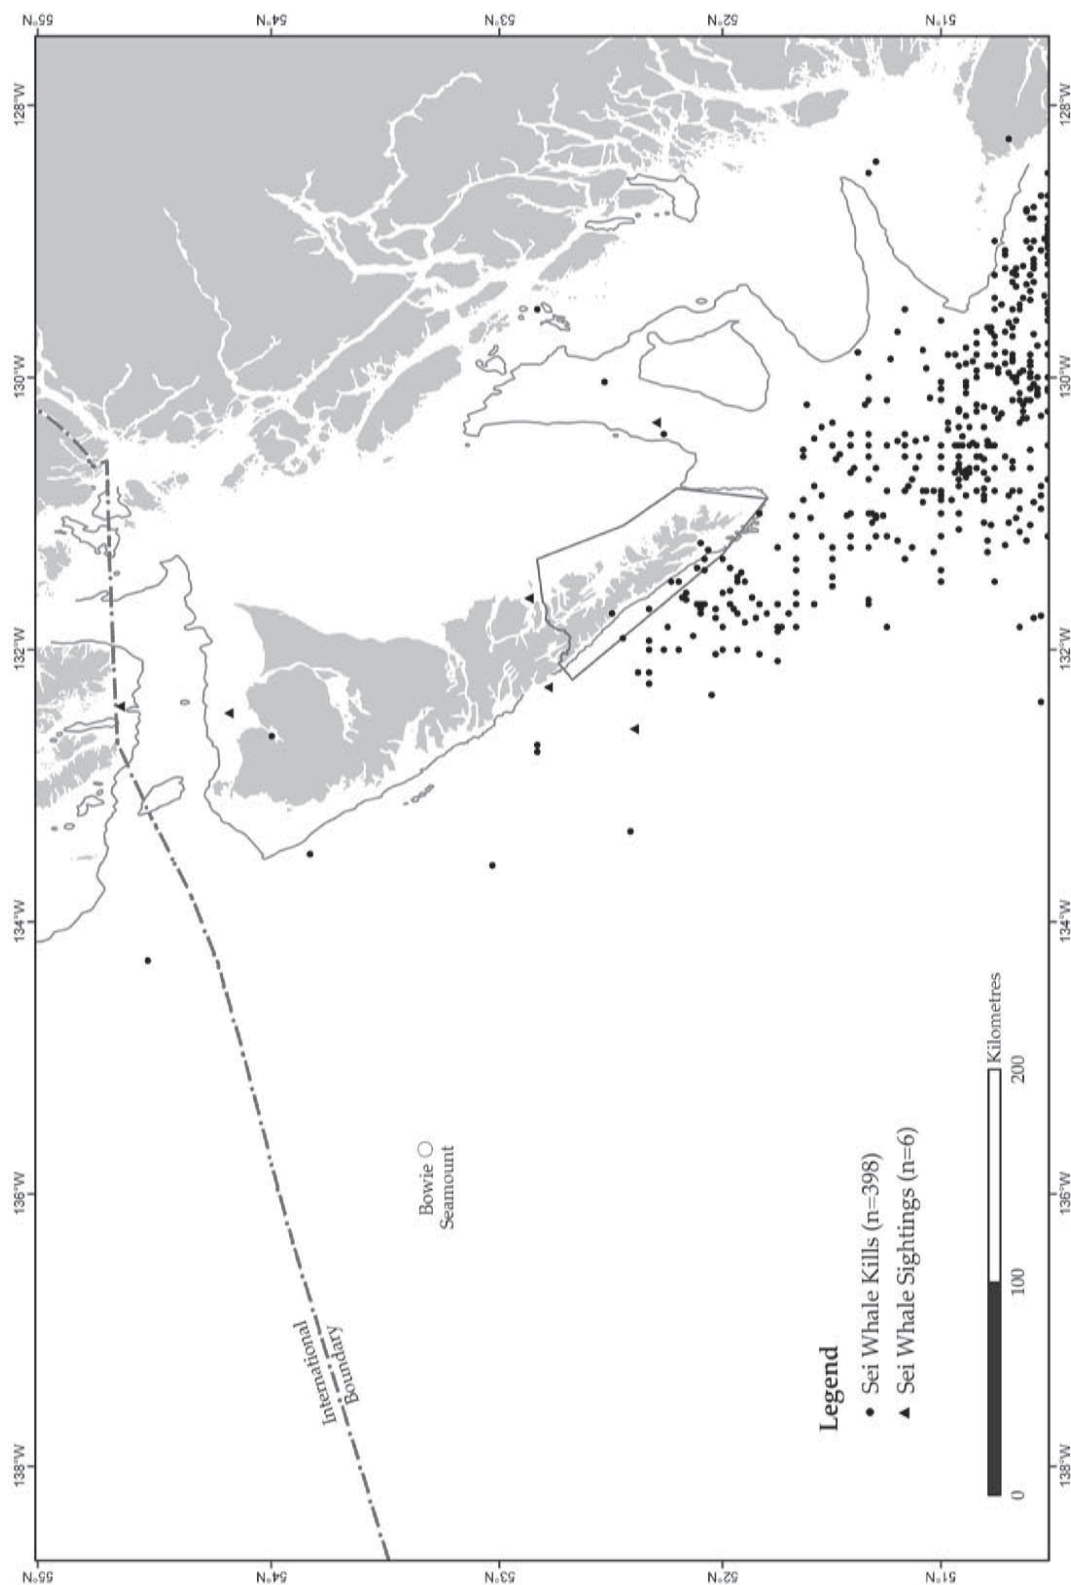 138°W
136°W
134°W
132°W
130°W
128°W
55°N
55°N
54°N
54°N
53°N
53°N
52°N
52°N
51°N
51°N
International
Boundary
Bowie
Seamount
Legend
Sei Whale Kills (n=398)
Sei Whale Sightings (n=6)
0
100
200
Kilometres
138°W
136°W
134°W
132°W
130°W
128°W